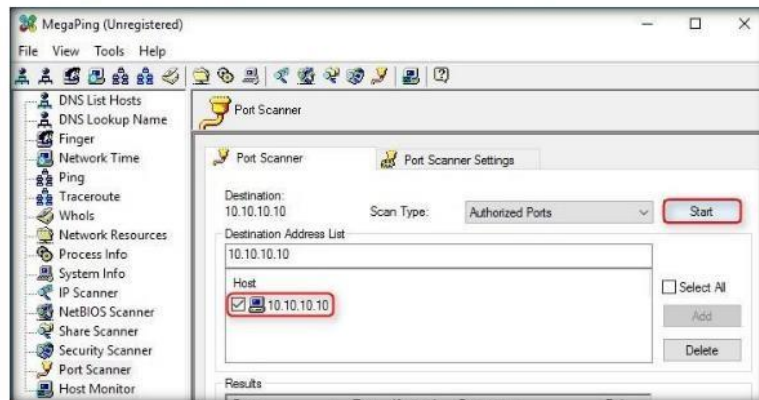 MegaPing (Unregistered)
File View Tools Help
DNS List Hosts
DNS Lookup Name
Finger
Network Time
Ping
Traceroute
Whois
Network Resources
Process Info
System Info
IP Scanner
NetBIOS Scanner
Share Scanner
Security Scanner
Port Scanner
Host Monitor
Port Scanner
Port Scanner Port Scanner Settings
Destination:
10.10.10.10 Scan Type: Authorized Ports Start
Destination Address List
10.10.10.10
Host
10.10.10.10
Select All
Add
Delete
Results